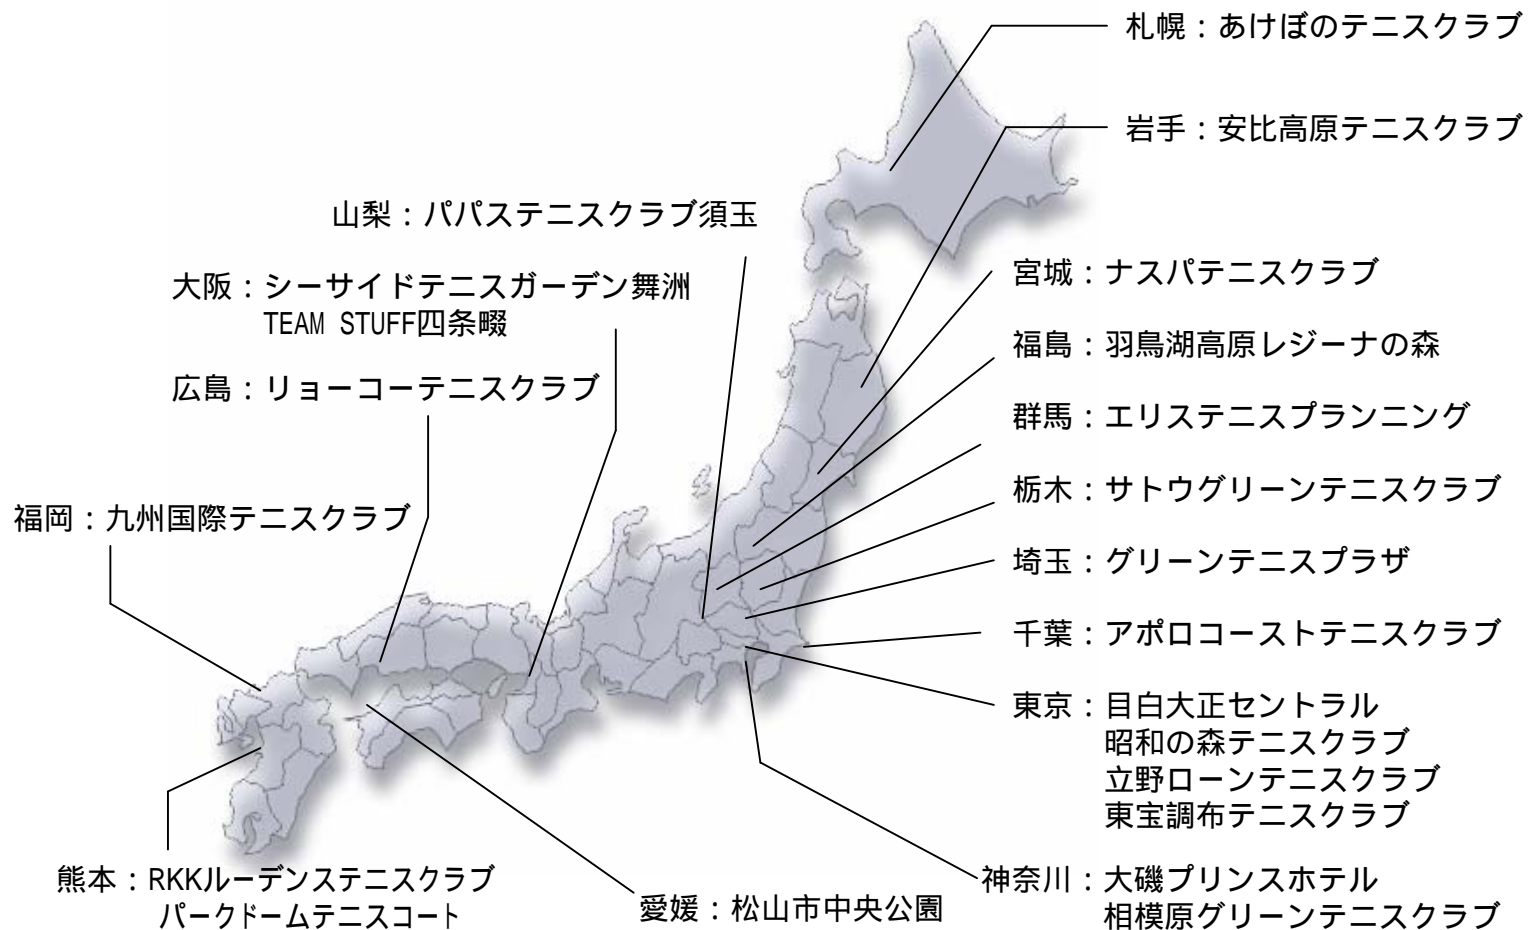 札幌：あけぼのテニスクラブ
岩手：安比高原テニスクラブ
山梨：パパステニスクラブ須玉
大阪：シーサイドテニスガーデン舞洲
TEAM STUFF四条畷
広島：リョーコーテニスクラブ
福岡：九州国際テニスクラブ
宮城：ナスパテニスクラブ
福島：羽鳥湖高原レジーナの森
群馬：エリステニスプランニング
栃木：サトウグリーンテニスクラブ
埼玉：グリーンテニスプラザ
千葉：アポロコーストテニスクラブ
東京：目白大正セントラル
昭和の森テニスクラブ
立野ローンテニスクラブ
東宝調布テニスクラブ
神奈川：大磯プリンスホテル
相模原グリーンテニスクラブ
熊本：RKKルーデンステニスクラブ
パークドームテニスコート
愛媛：松山市中央公園